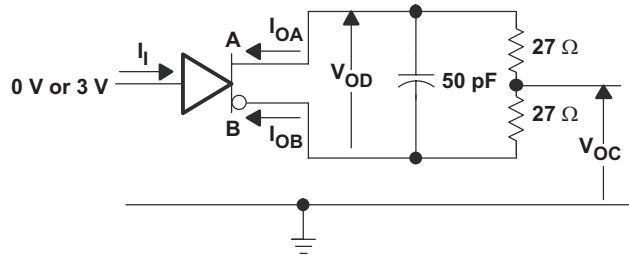 A
I_OA
I_I
0 V or 3 V
B
I_OB
V_OD
50 pF
27 Ω
27 Ω
V_OC